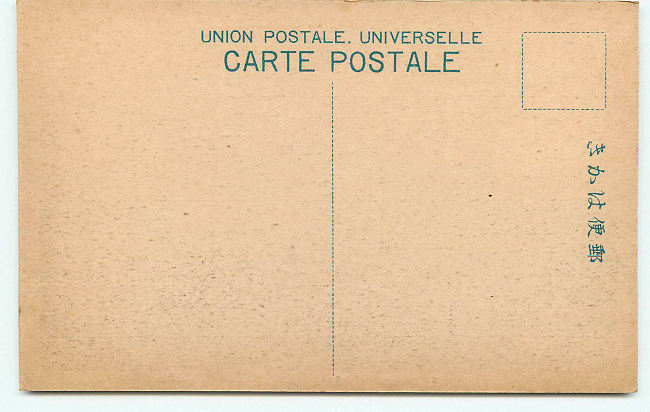 UNION POSTALE. UNIVERSELLE
CARTE POSTALE
郵便はかき